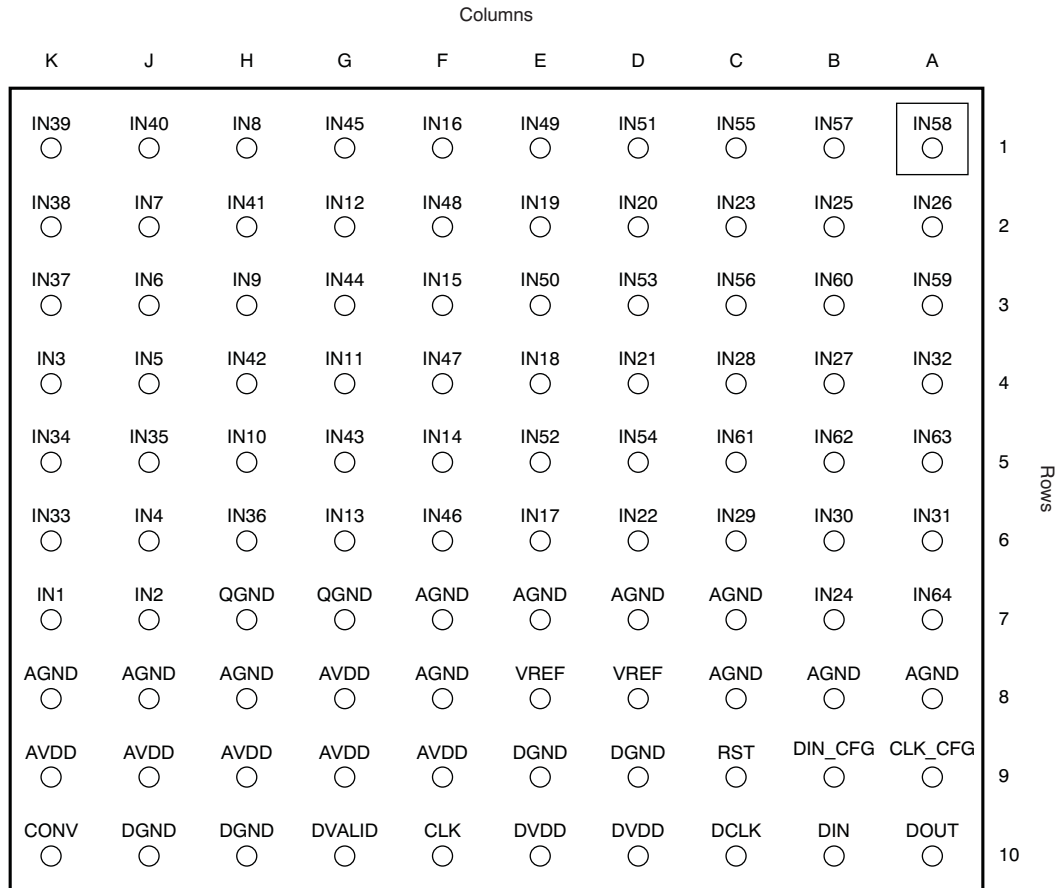 Columns
K J H G F E D C B A
IN39 IN40 IN8 IN45 IN16 IN49 IN51 IN55 IN57 IN58
1
IN38 IN7 IN41 IN12 IN48 IN19 IN20 IN23 IN25 IN26
2
IN37 IN6 IN9 IN44 IN15 IN50 IN53 IN56 IN60 IN59
3
IN3 IN5 IN42 IN11 IN47 IN18 IN21 IN28 IN27 IN32
4
IN34 IN35 IN10 IN43 IN14 IN52 IN54 IN61 IN62 IN63
5
Rows
IN33 IN4 IN36 IN13 IN46 IN17 IN22 IN29 IN30 IN31
6
IN1 IN2 QGND QGND AGND AGND AGND AGND IN24 IN64
7
AGND AGND AGND AVDD AGND VREF VREF AGND AGND AGND
8
AVDD AVDD AVDD AVDD AVDD DGND DGND RST DIN_CFG CLK_CFG
9
CONV DGND DGND DVALID CLK DVDD DVDD DCLK DIN DOUT
10